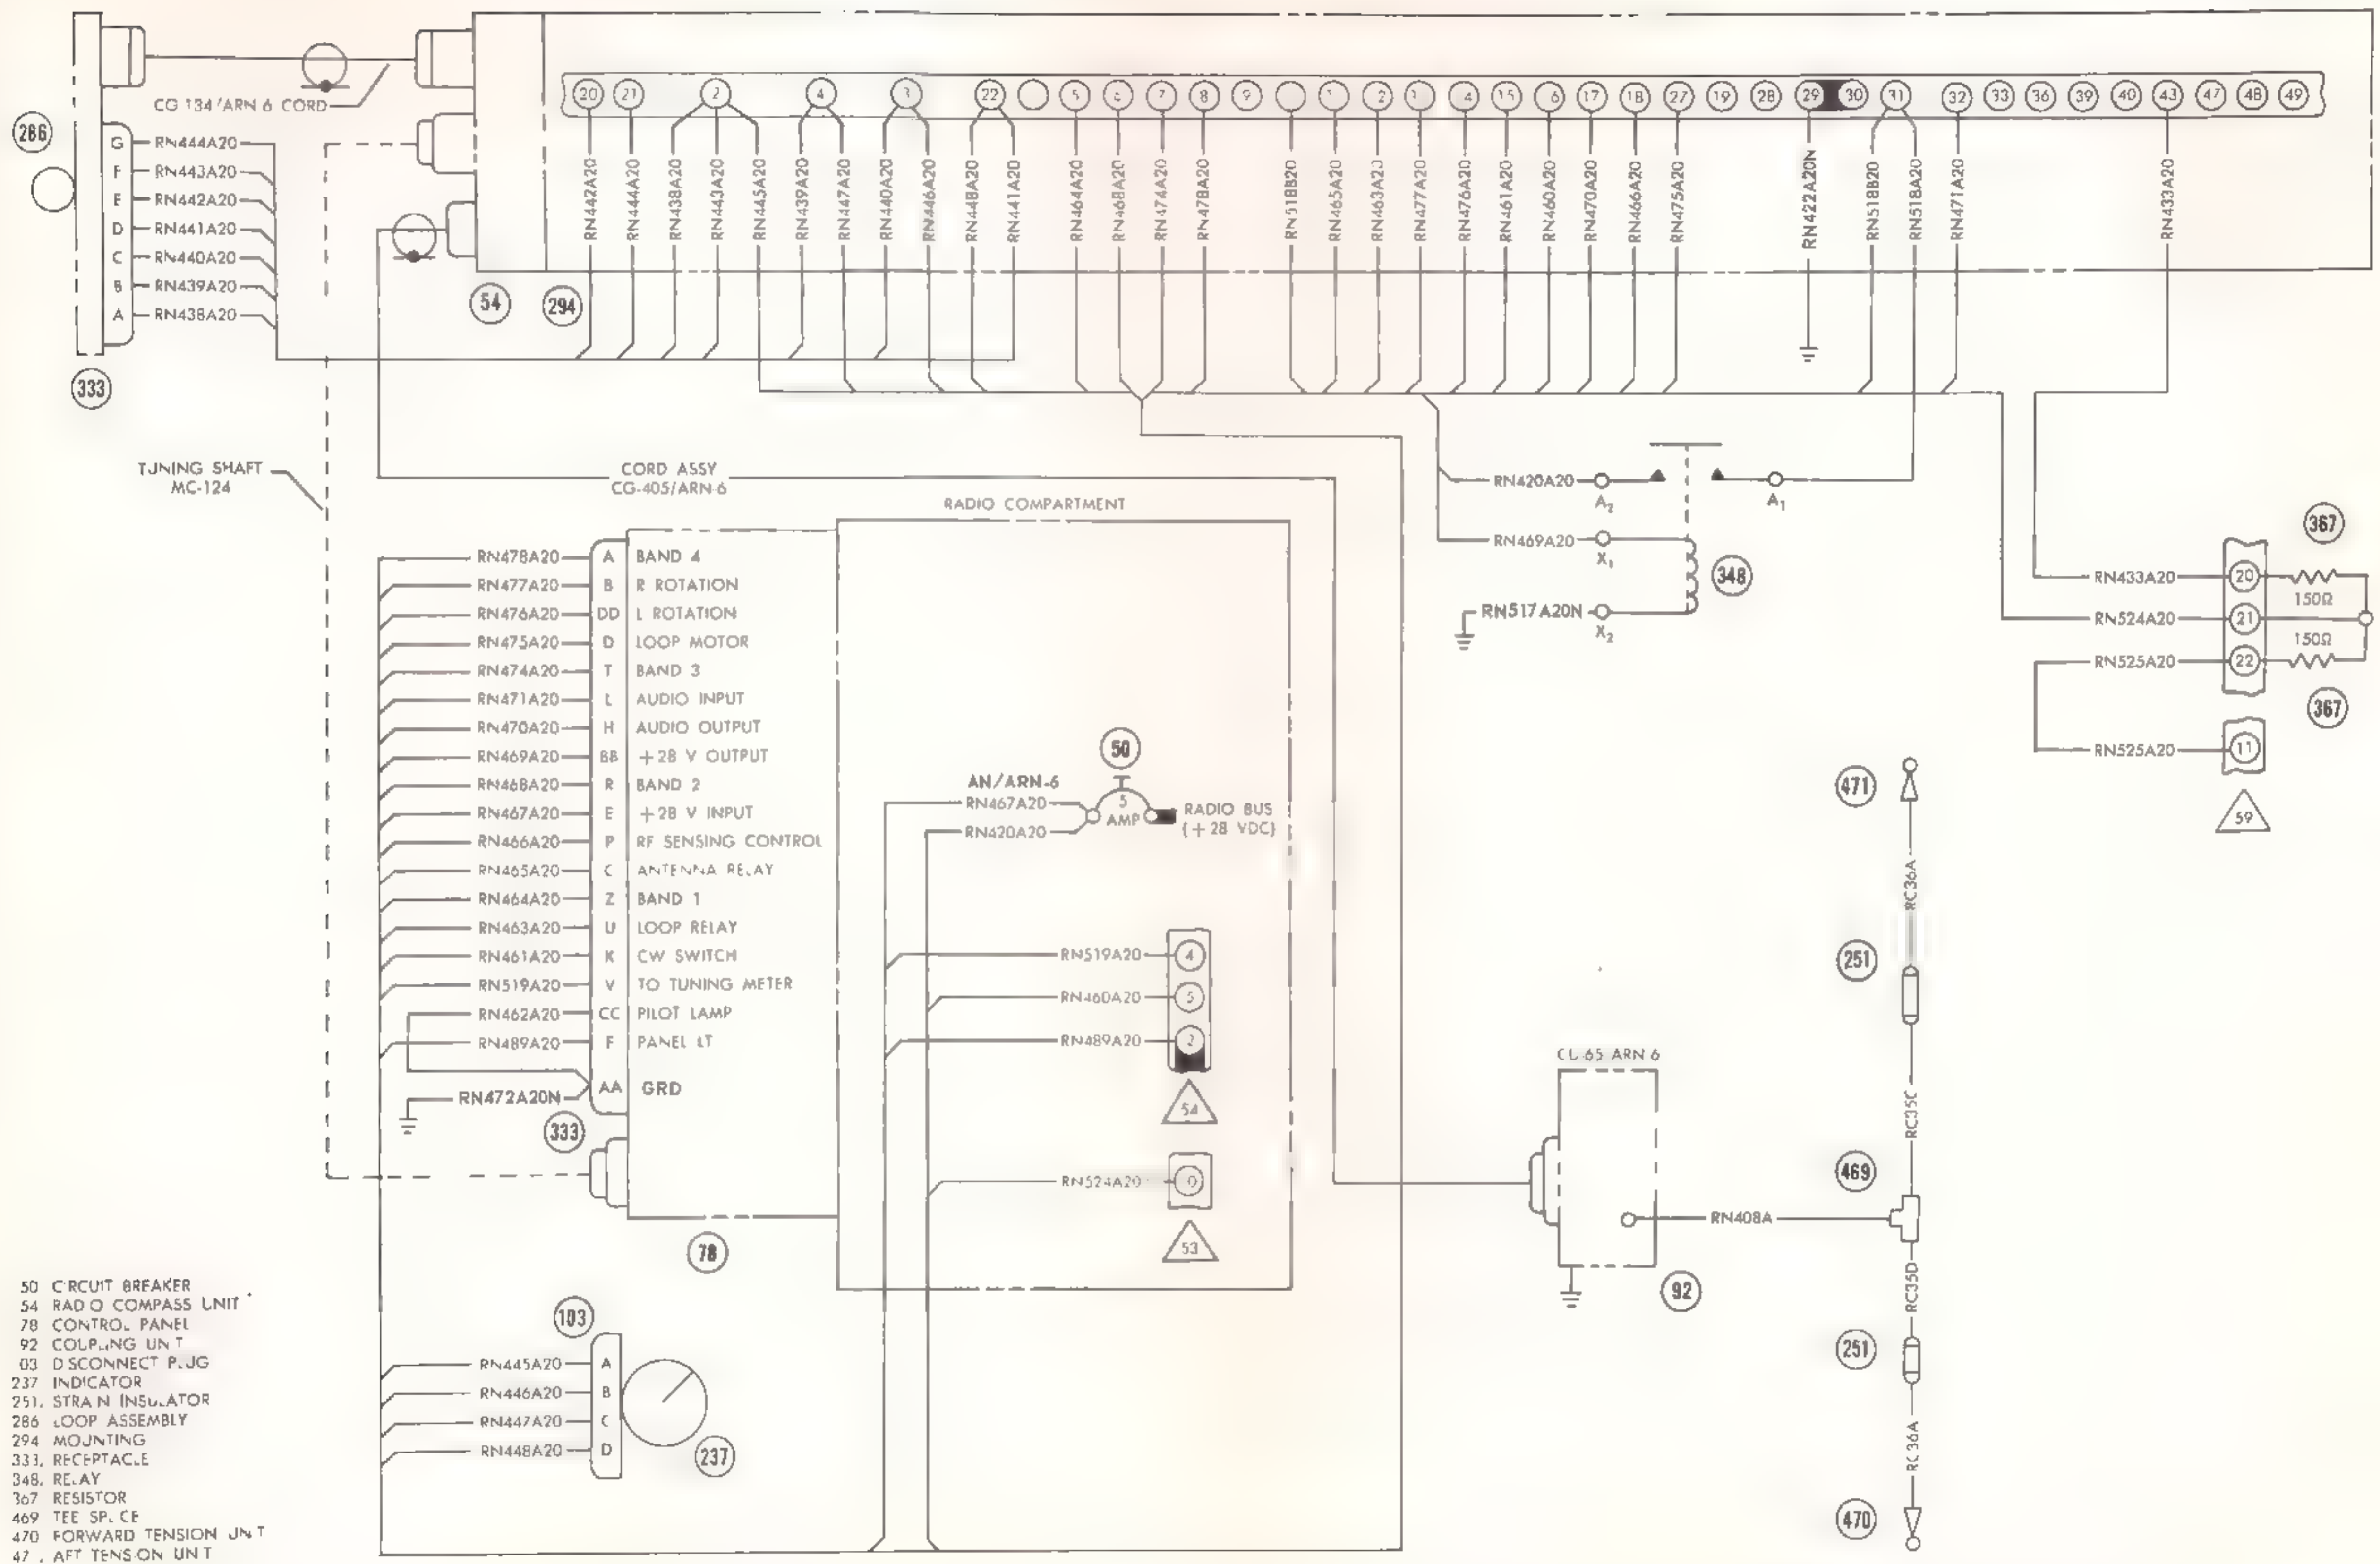 CG 134/ARN 6 CORD
286
G RN444A20
F RN443A20
E RN442A20
D RN441A20
C RN440A20
B RN439A20
A RN438A20
333
54
294
20 21 2 4 3 22 5 6 7 8 9 15 17 18 27 19 28 29 30 31 32 33 36 39 40 43 47 48 49
RN442A20
RN444A20
RN438A20
RN443A20
RN445A20
RN439A20
RN447A20
RN440A20
RN446A20
RN448A20
RN441A20
RN464A20
RN468A20
RN474A20
RN478A20
RN518B20
RN465A20
RN463A20
RN477A20
RN476A20
RN461A20
RN460A20
RN470A20
RN466A20
RN475A20
RN422A20N
RN518B20
RN518A20
RN471A20
RN433A20
TUNING SHAFT
MC-124
CORD ASSY
CG-405/ARN-6
RADIO COMPARTMENT
RN478A20 A BAND 4
RN477A20 B R ROTATION
RN476A20 DD L ROTATION
RN475A20 D LOOP MOTOR
RN474A20 T BAND 3
RN471A20 L AUDIO INPUT
RN470A20 H AUDIO OUTPUT
RN469A20 BB +28 V OUTPUT
RN468A20 R BAND 2
RN467A20 E +28 V INPUT
RN466A20 P RF SENSING CONTROL
RN465A20 C ANTENNA RELAY
RN464A20 Z BAND 1
RN463A20 U LOOP RELAY
RN461A20 K CW SWITCH
RN519A20 V TO TUNING METER
RN462A20 CC PILOT LAMP
RN489A20 F PANEL LT
AA GRD
RN472A20N
333
78
50
AN/ARN-6
RN467A20
RN420A20
5
AMP
RADIO BUS
(+28 VDC)
RN519A20 4
RN460A20 5
RN489A20 2
54
RN524A20 0
53
RN420A20 A2
A1
RN469A20 X1
RN517A20N X2
348
367
RN433A20 20
150Ω
RN524A20 21
150Ω
RN525A20 22
367
RN525A20 11
59
471
RC36A
251
RC35C
CU-65 ARN 6
469
RN408A
92
RC35D
251
RC36A
470
103
RN445A20 A
RN446A20 B
RN447A20 C
RN448A20 D
237
50 CIRCUIT BREAKER
54 RADIO COMPASS UNIT
78 CONTROL PANEL
92 COUPLING UNIT
03 DISCONNECT PLUG
237 INDICATOR
251. STRAIN INSULATOR
286 LOOP ASSEMBLY
294 MOUNTING
333. RECEPTACLE
348. RELAY
367 RESISTOR
469 TEE SPLICE
470 FORWARD TENSION UNIT
47 . AFT TENSION UNIT